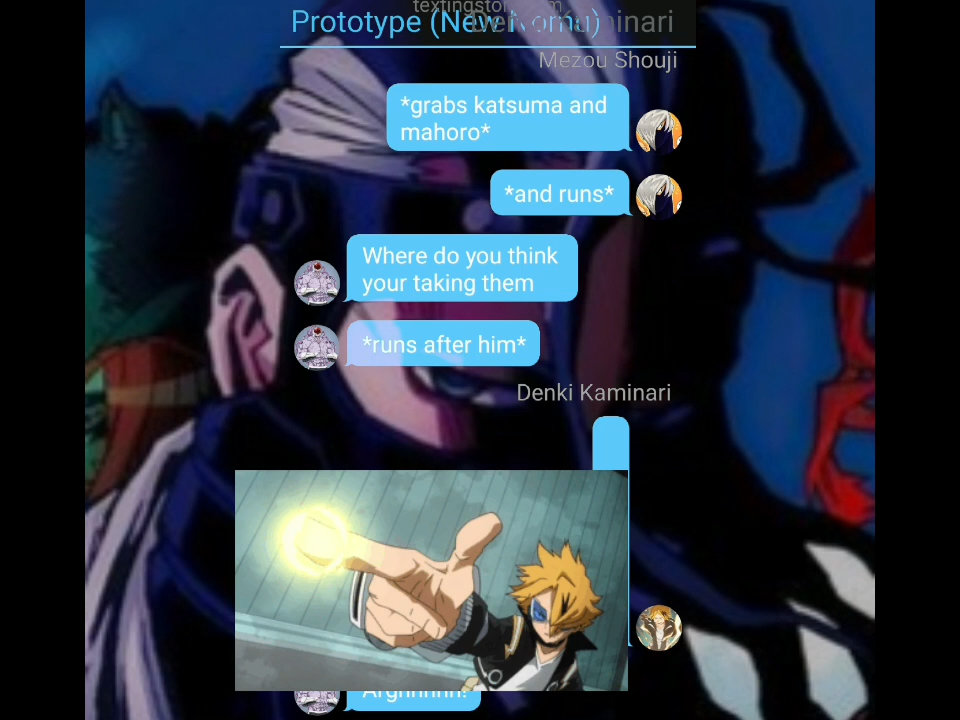 Prototype (New Nomu)
Mezou Shouji
*grabs katsuma and
mahoro*
*and runs*
Where do you think
your taking them
*runs after him*
Denki Kaminari